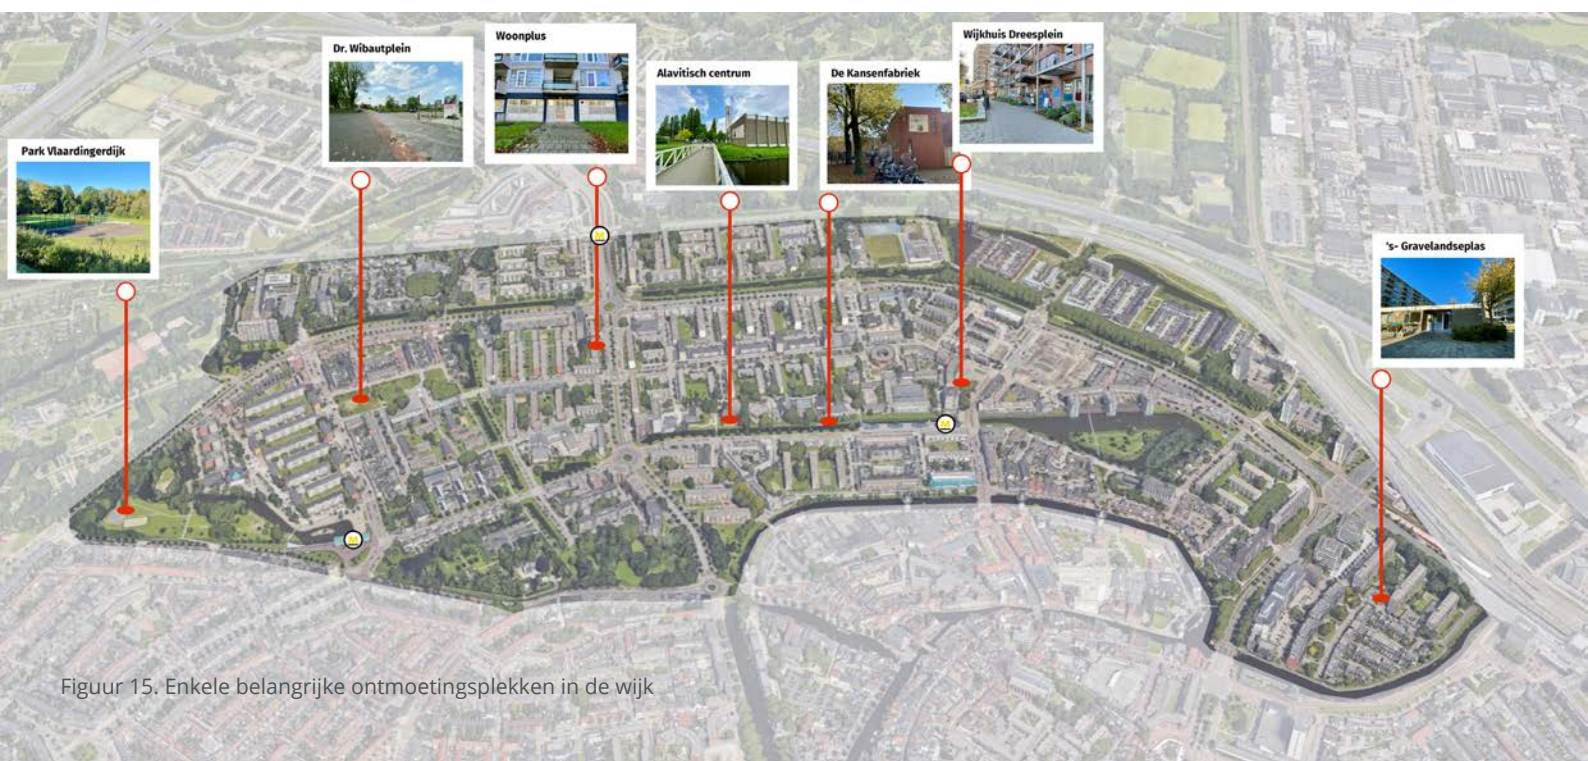 Dr. Wibautplein
Woonplus
Alavitisch centrum
De Kansenfabriek
Wijkhuis Dreesplein
Park Vlaardingerdijk
's- Gravelandseplas
M
M
M
Figuur 15. Enkele belangrijke ontmoetingsplekken in de wijk